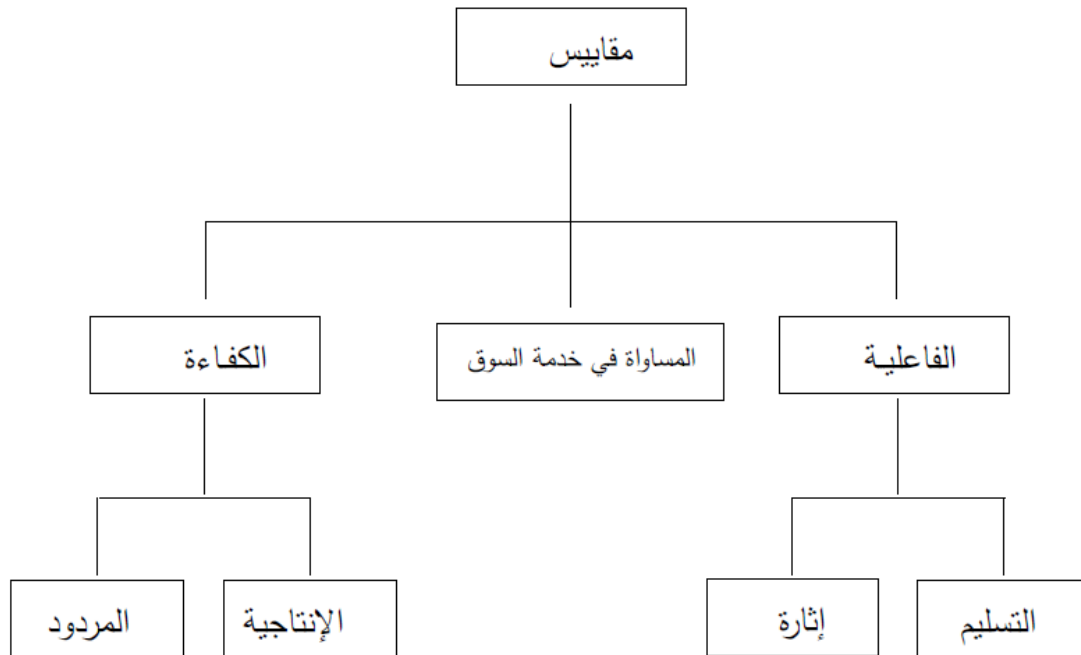 مقاييس
الفاعلية
المساواة في خدمة السوق
الكفاءة
التسليم
إثارة
الإنتاجية
المردود